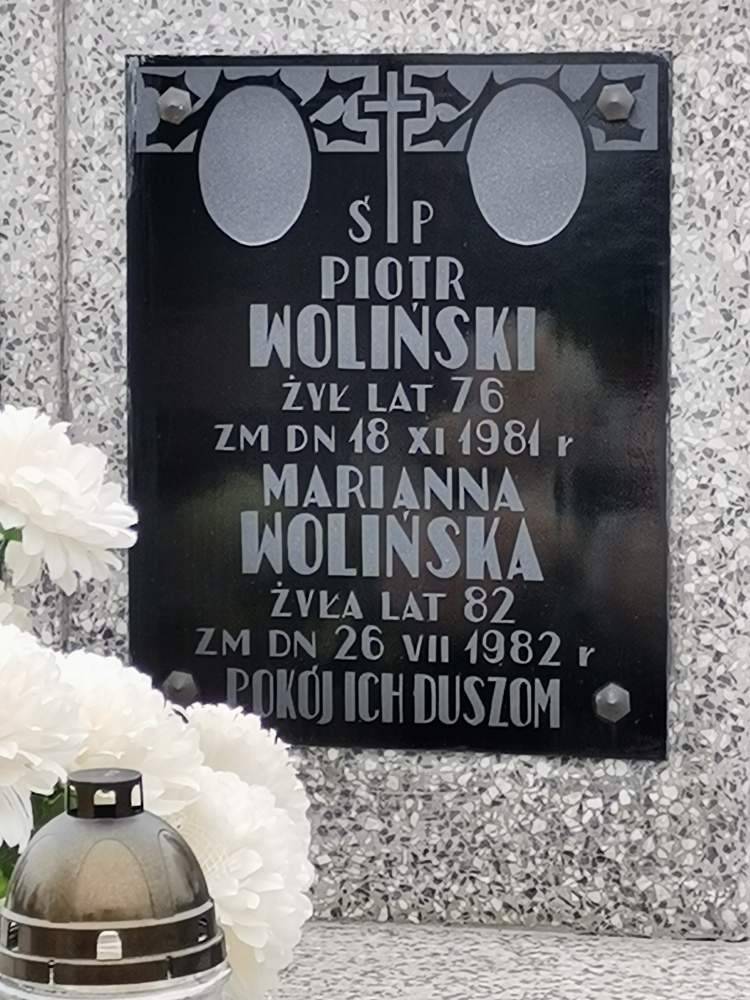 Ś P
PIOTR
WOLIŃSKI
ŻYŁ LAT 76
ZM DN 18 XI 1981 r
MARIANNA
WOLIŃSKA
ŻYŁA LAT 82
ZM DN 26 VII 1982 r
POKÓJ ICH DUSZOM